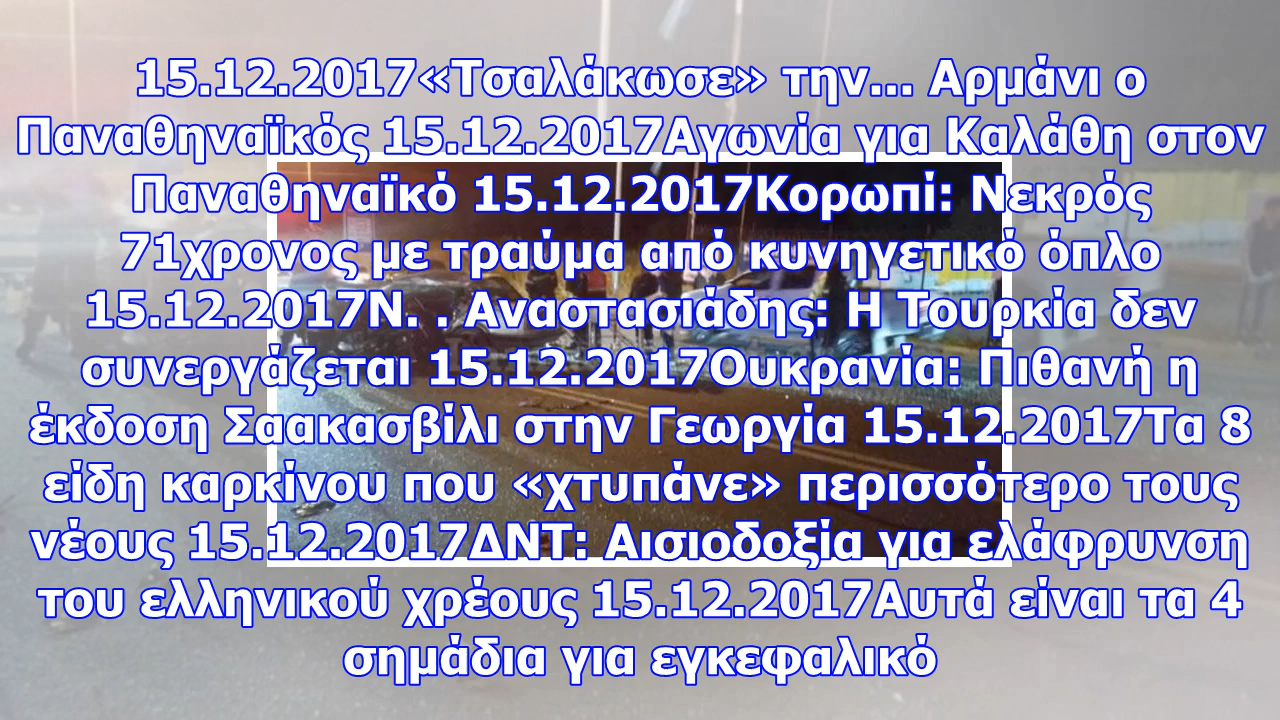 15.12.2017«Τσαλάκωσε» την... Αρμάνι ο
Παναθηναϊκός 15.12.2017Αγωνία για Καλάθη στον
Παναθηναϊκό 15.12.2017Κορωπί: Νεκρός
71χρονος με τραύμα από κυνηγετικό όπλο
15.12.2017Ν. . Αναστασιάδης: Η Τουρκία δεν
συνεργάζεται 15.12.2017Ουκρανία: Πιθανή η
έκδοση Σαακασβίλι στην Γεωργία 15.12.2017Τα 8
είδη καρκίνου που «χτυπάνε» περισσότερο τους
νέους 15.12.2017ΔΝΤ: Αισιοδοξία για ελάφρυνση
του ελληνικού χρέους 15.12.2017Αυτά είναι τα 4
σημάδια για εγκεφαλικό